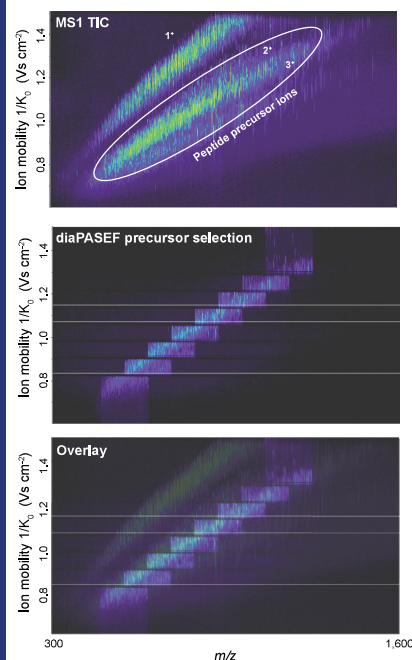 MS1 TIC
1⁺
2⁺
3⁺
Peptide precursor ions
Ion mobility 1/K₀ (Vs cm⁻²)
1.4
1.2
1.0
0.8
diaPASEF precursor selection
Ion mobility 1/K₀ (Vs cm⁻²)
1.4
1.2
1.0
0.8
Overlay
Ion mobility 1/K₀ (Vs cm⁻²)
1.4
1.2
1.0
0.8
300
m/z
1,600